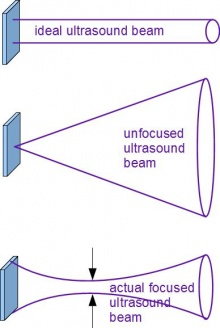 ideal ultrasound beam
unfocused
ultrasound
beam
actual focused
ultrasound
beam